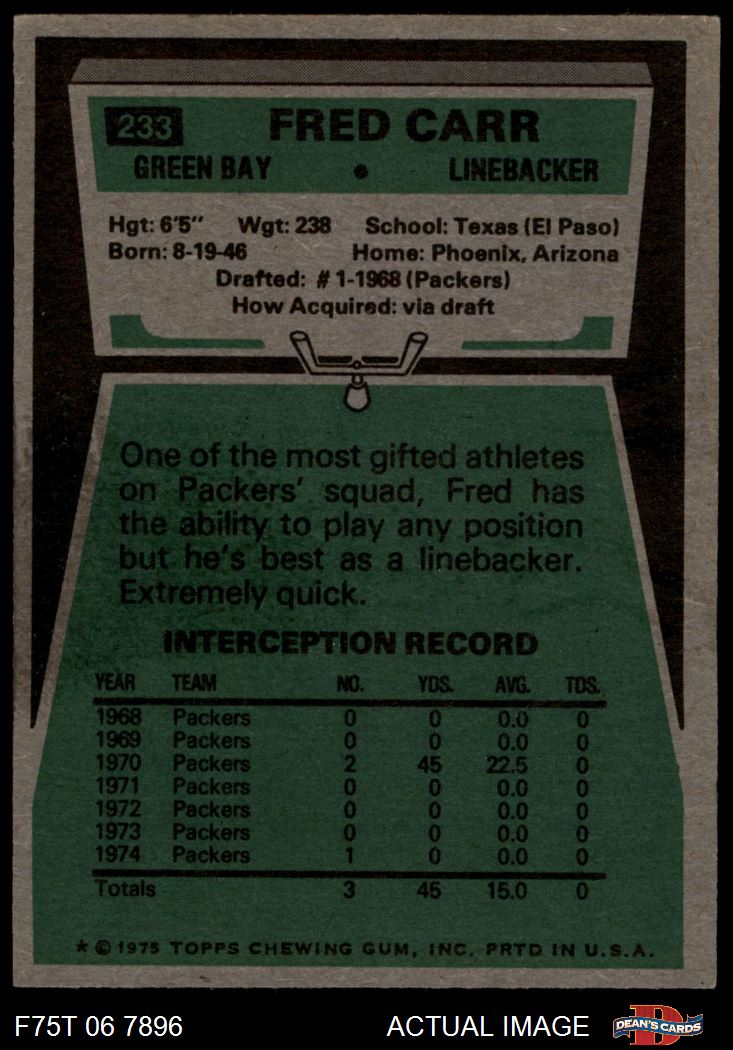 233 FRED CARR
GREEN BAY • LINEBACKER
Hgt: 6'5" Wgt: 238 School: Texas (El Paso)
Born: 8-19-46 Home: Phoenix, Arizona
Drafted: #1-1968 (Packers)
How Acquired: via draft
One of the most gifted athletes
on Packers' squad, Fred has
the ability to play any position
but he's best as a linebacker.
Extremely quick.
INTERCEPTION RECORD
YEAR TEAM NO. YDS. AVG. TDS.
1968 Packers 0 0 0.0 0
1969 Packers 0 0 0.0 0
1970 Packers 2 45 22.5 0
1971 Packers 0 0 0.0 0
1972 Packers 0 0 0.0 0
1973 Packers 0 0 0.0 0
1974 Packers 1 0 0.0 0
Totals 3 45 15.0 0
* © 1975 TOPPS CHEWING GUM, INC. PRTD IN U.S.A.
F75T 06 7896 ACTUAL IMAGE D DEAN'S CARDS